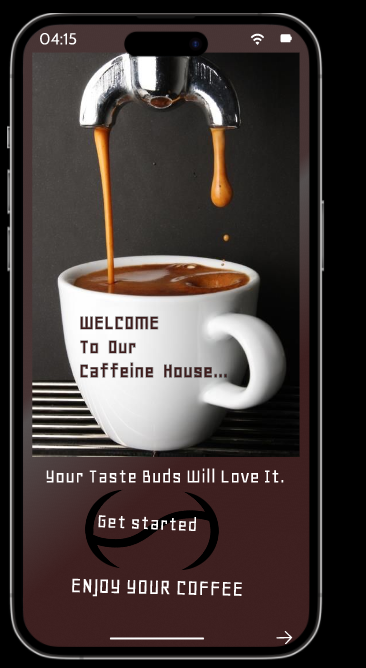 04:15
WELCOME
To Our
Caffeine House...
Your Taste Buds Will Love It.
Get started
ENJOY YOUR COFFEE